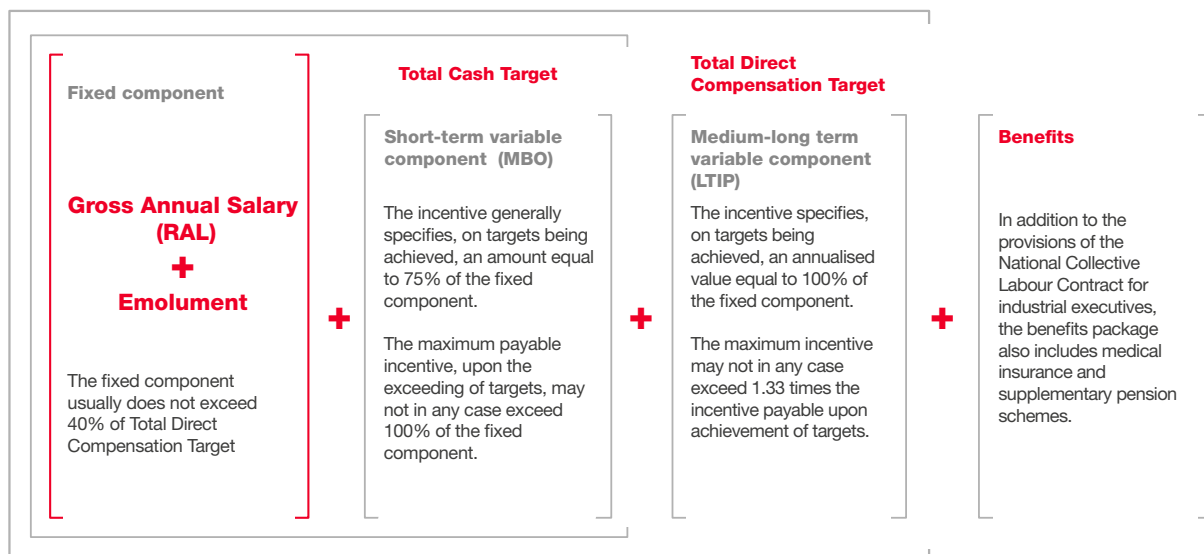 Fixed component
Gross Annual Salary
(RAL)
+
Emolument
The fixed component
usually does not exceed
40% of Total Direct
Compensation Target
+
Total Cash Target
Short-term variable
component (MBO)
The incentive generally
specifies, on targets being
achieved, an amount equal
to 75% of the fixed
component.
The maximum payable
incentive, upon the
exceeding of targets, may
not in any case exceed
100% of the fixed
component.
+
Total Direct
Compensation Target
Medium-long term
variable component
(LTIP)
The incentive specifies,
on targets being
achieved, an annualised
value equal to 100% of
the fixed component.
The maximum incentive
may not in any case
exceed 1.33 times the
incentive payable upon
achievement of targets.
+
Benefits
In addition to the
provisions of the
National Collective
Labour Contract for
industrial executives,
the benefits package
also includes medical
insurance and
supplementary pension
schemes.